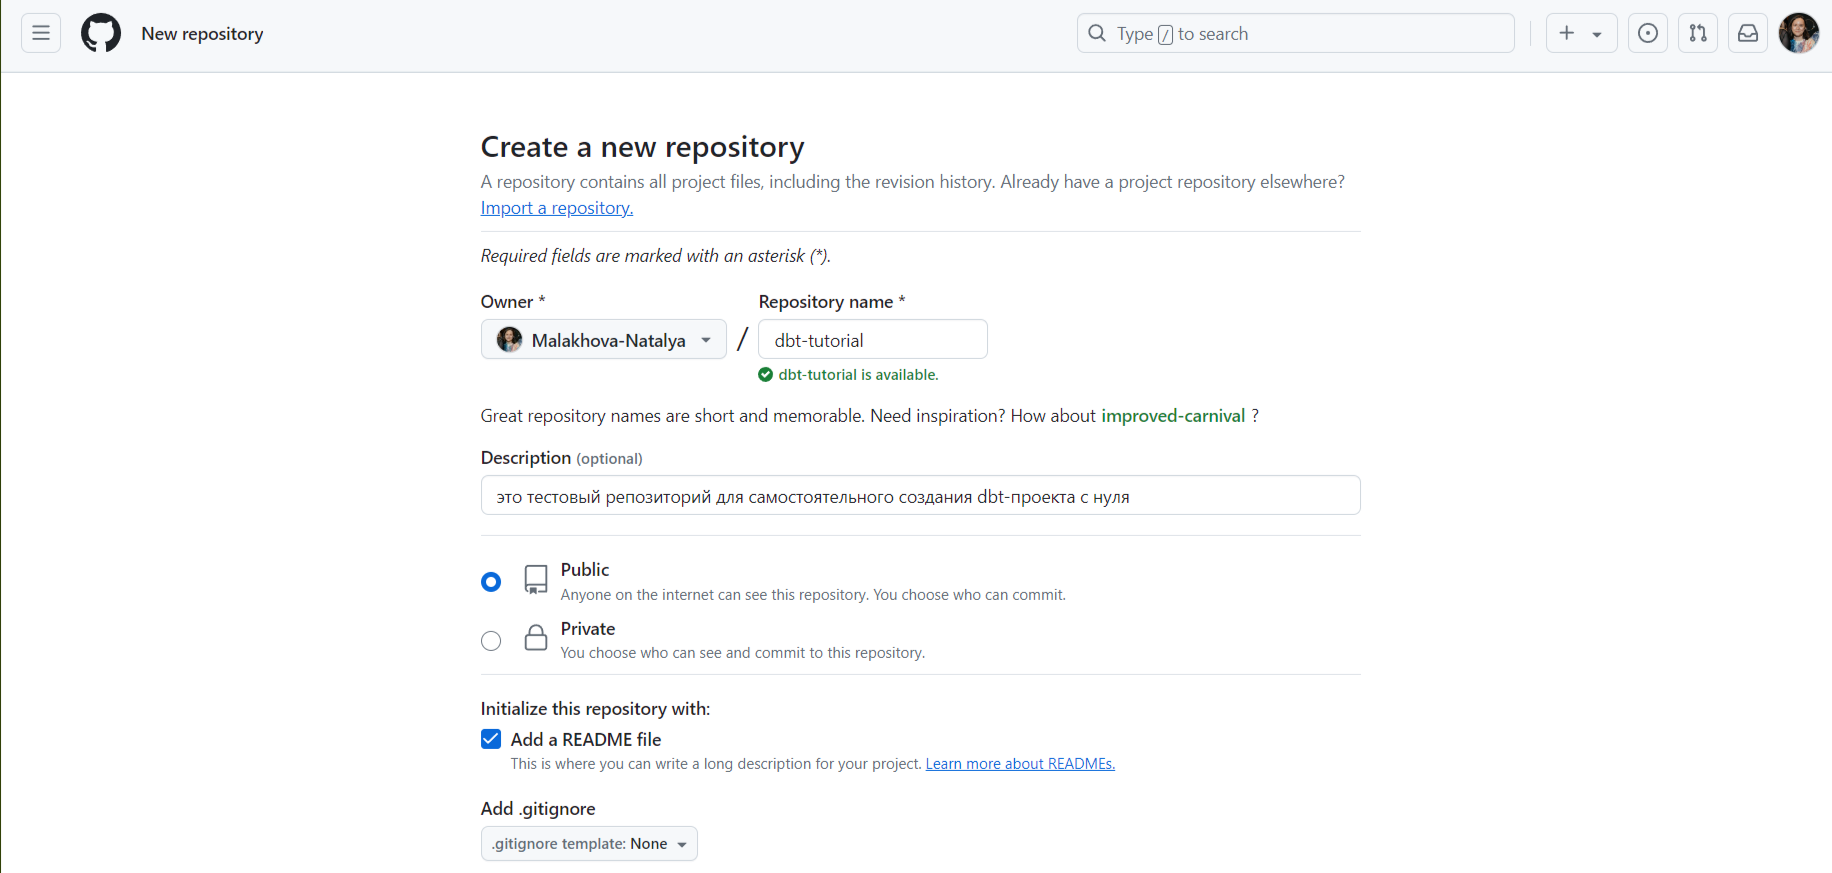 New repository
Type / to search
Create a new repository
A repository contains all project files, including the revision history. Already have a project repository elsewhere?
Import a repository.
Required fields are marked with an asterisk (*).
Owner * Repository name *
Malakhova-Natalya / dbt-tutorial
dbt-tutorial is available.
Great repository names are short and memorable. Need inspiration? How about improved-carnival ?
Description (optional)
это тестовый репозиторий для самостоятельного создания dbt-проекта с нуля
Public
Anyone on the internet can see this repository. You choose who can commit.
Private
You choose who can see and commit to this repository.
Initialize this repository with:
Add a README file
This is where you can write a long description for your project. Learn more about READMEs.
Add .gitignore
.gitignore template: None